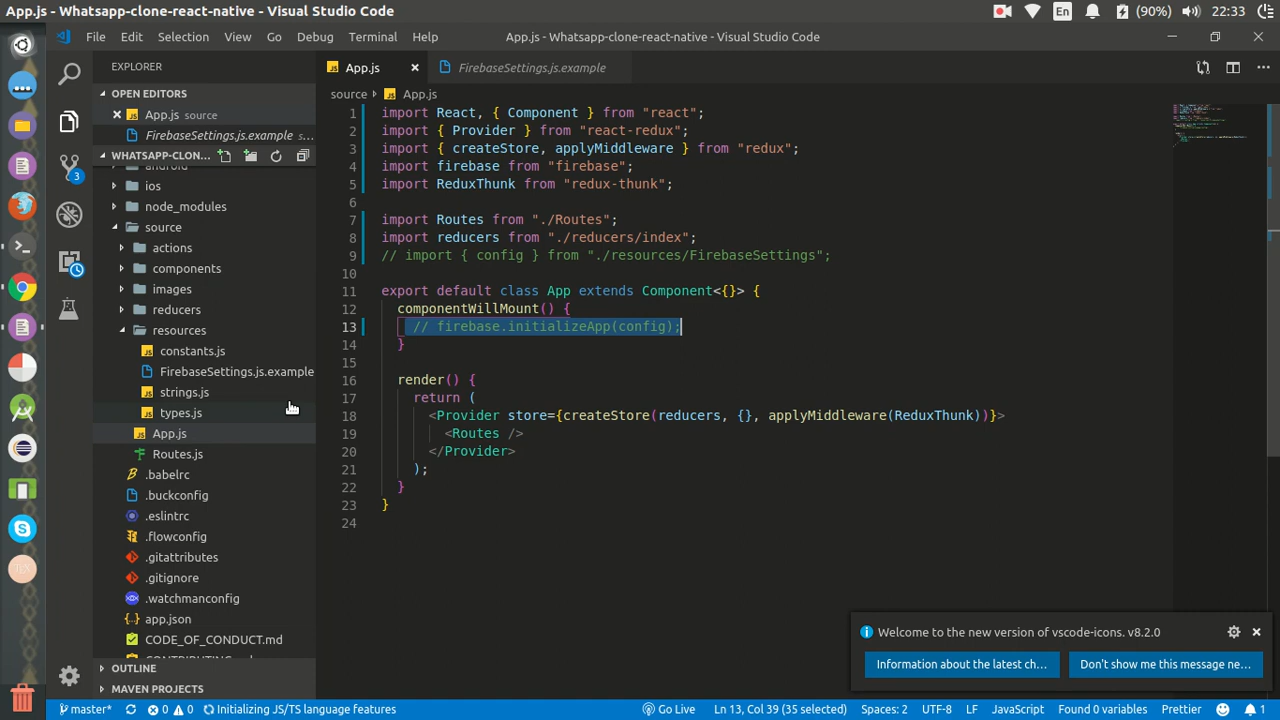 App.js - Whatsapp-clone-react-native - Visual Studio Code
En
(90%)
22:33
File Edit Selection View Go Debug Terminal Help
App.js - Whatsapp-clone-react-native - Visual Studio Code
EXPLORER
OPEN EDITORS
App.js source
FirebaseSettings.js.example s...
WHATSAPP-CLON...
android
ios
node_modules
source
actions
components
images
reducers
resources
constants.js
FirebaseSettings.js.example
strings.js
types.js
App.js
Routes.js
.babelrc
.buckconfig
.eslintrc
.flowconfig
.gitattributes
.gitignore
.watchmanconfig
app.json
CODE_OF_CONDUCT.md
OUTLINE
MAVEN PROJECTS
3
App.js
FirebaseSettings.js.example
source > App.js
1 import React, { Component } from "react";
2 import { Provider } from "react-redux";
3 import { createStore, applyMiddleware } from "redux";
4 import firebase from "firebase";
5 import ReduxThunk from "redux-thunk";
6
7 import Routes from "./Routes";
8 import reducers from "./reducers/index";
9 // import { config } from "./resources/FirebaseSettings";
10
11 export default class App extends Component<{}> {
12 componentWillMount() {
13 // firebase.initializeApp(config);
14 }
15
16 render() {
17 return (
18 <Provider store={createStore(reducers, {}, applyMiddleware(ReduxThunk))}>
19 <Routes />
20 </Provider>
21 );
22 }
23 }
24
Welcome to the new version of vscode-icons. v8.2.0
Information about the latest ch...
Don't show me this message ne...
master*
0
0
Initializing JS/TS language features
Go Live
Ln 13, Col 39 (35 selected)
Spaces: 2
UTF-8
LF
JavaScript
Found 0 variables
Prettier
1